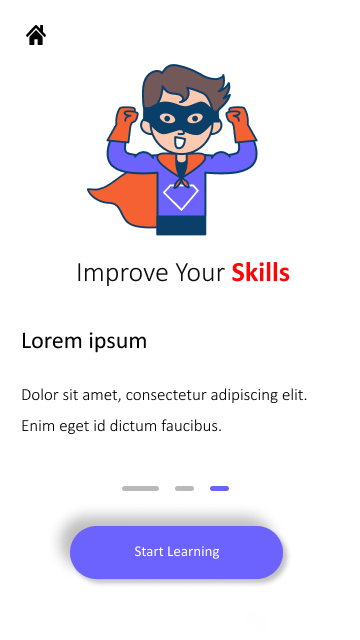 Improve Your Skills
Lorem ipsum
Dolor sit amet, consectetur adipiscing elit.
Enim eget id dictum faucibus.
Start Learning